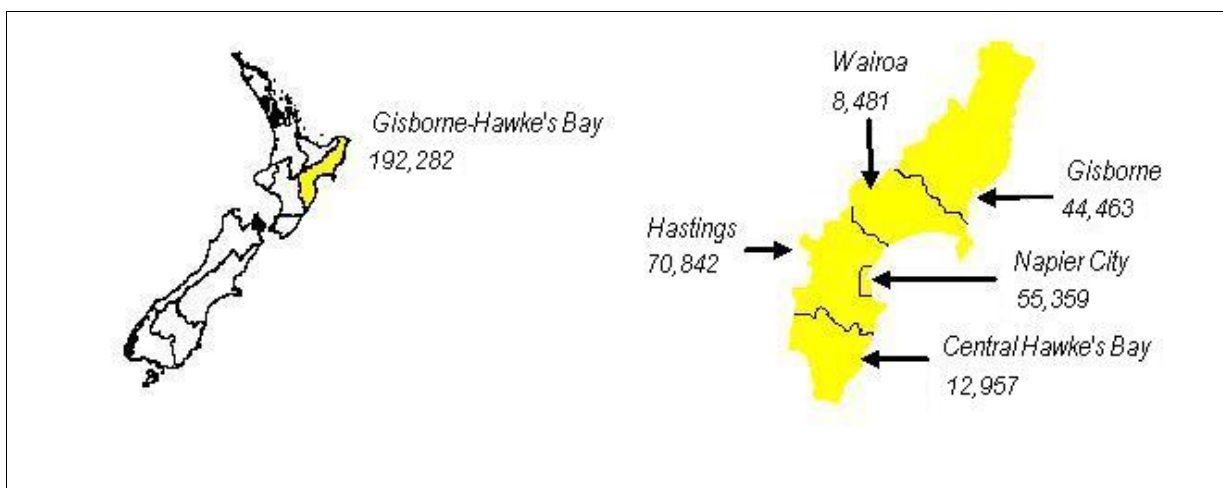 Gisborne-Hawke's Bay
192,282
Wairoa
8,481
Gisborne
44,463
Hastings
70,842
Napier City
55,359
Central Hawke's Bay
12,957